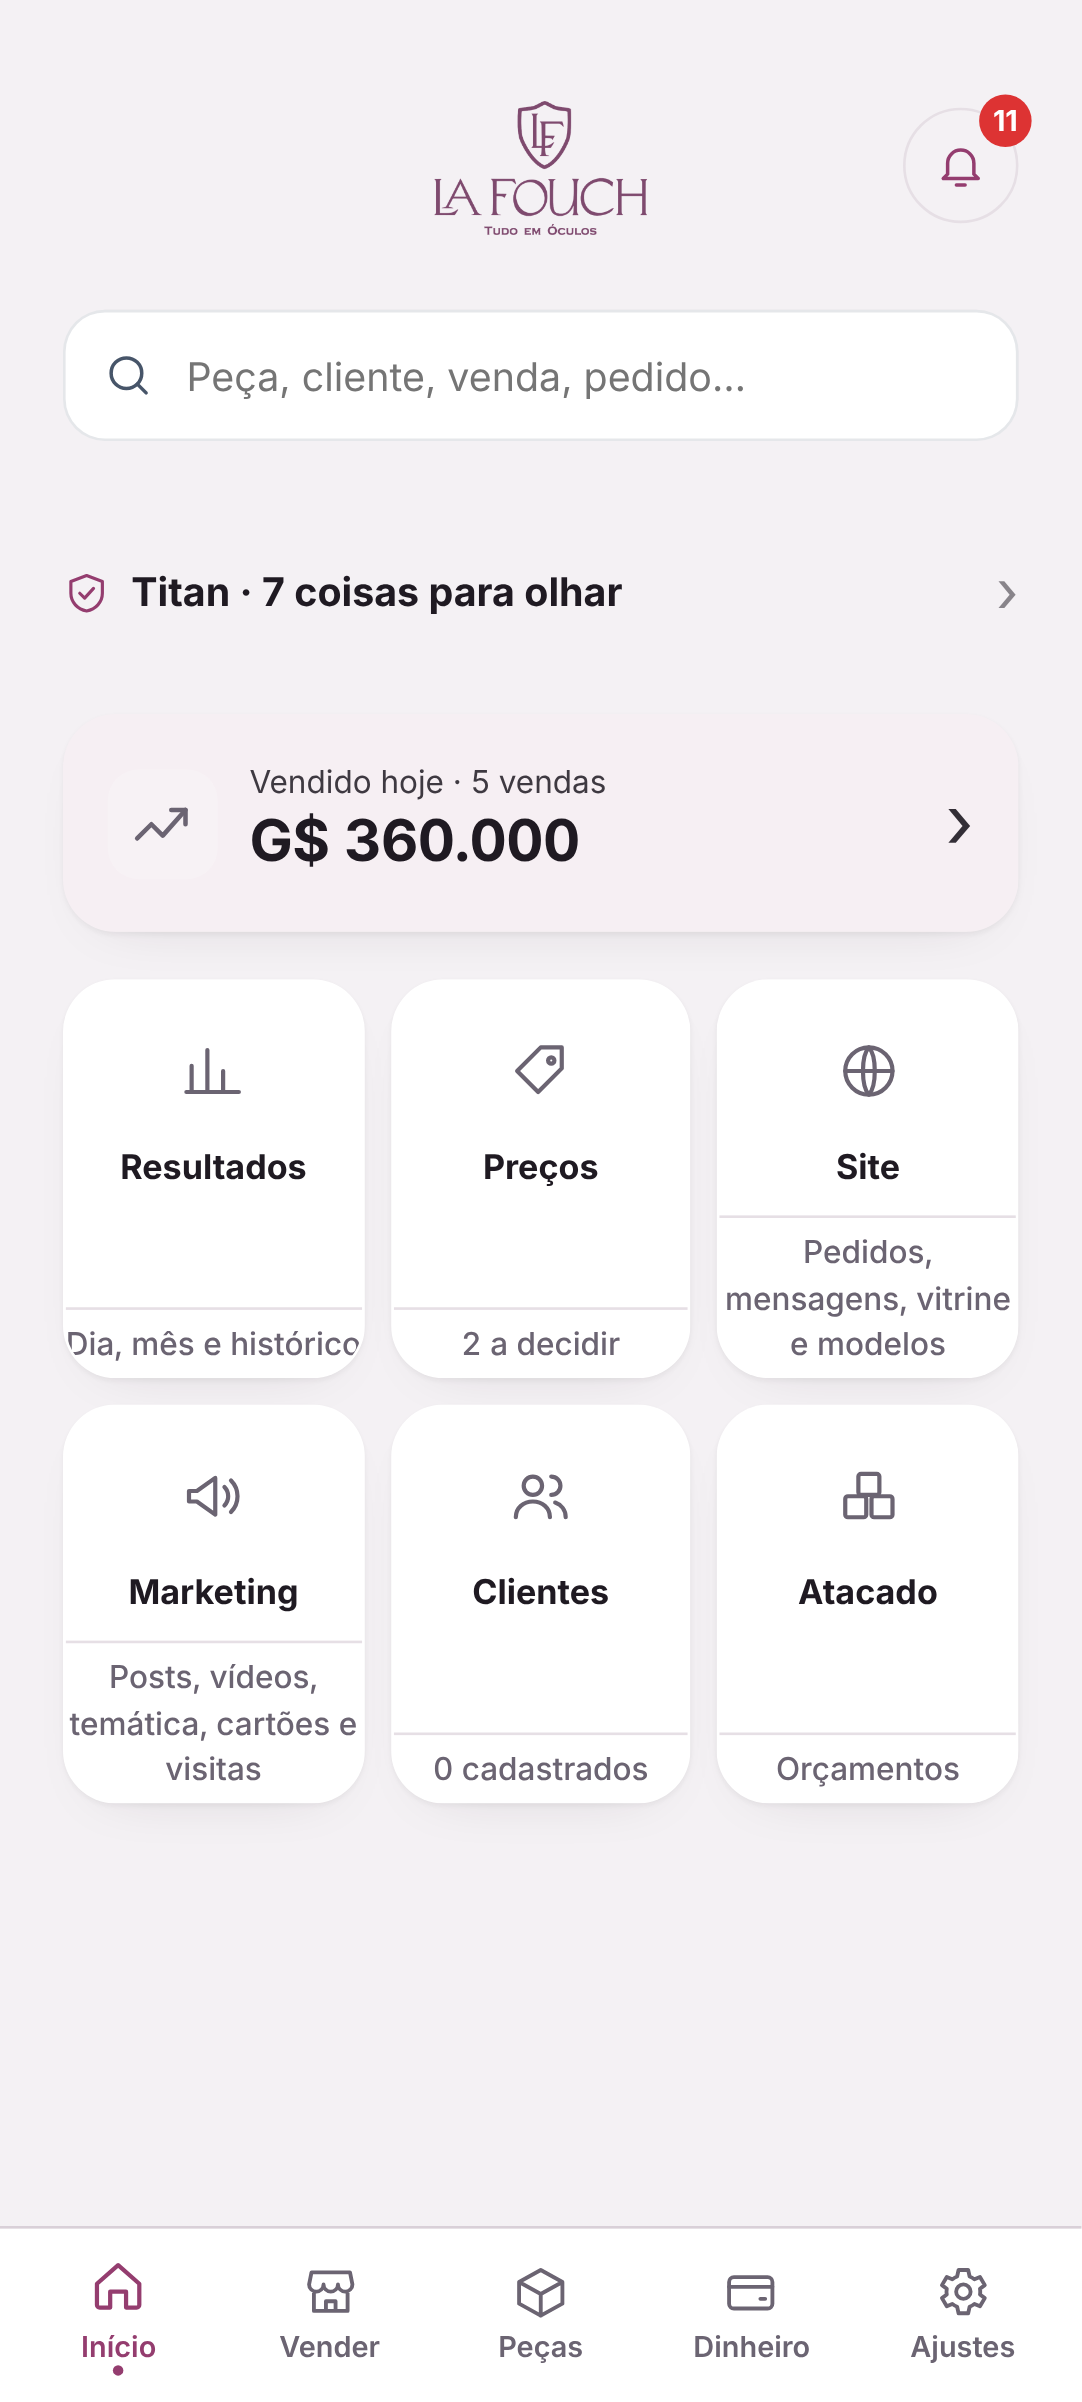 LF
LA FOUCH
Tudo em Óculos
11
Peça, cliente, venda, pedido...
Titan · 7 coisas para olhar
Vendido hoje · 5 vendas
G$ 360.000
Resultados
Dia, mês e histórico
Preços
2 a decidir
Site
Pedidos,
mensagens, vitrine
e modelos
Marketing
Posts, vídeos,
temática, cartões e
visitas
Clientes
0 cadastrados
Atacado
Orçamentos
Início
Vender
Peças
Dinheiro
Ajustes